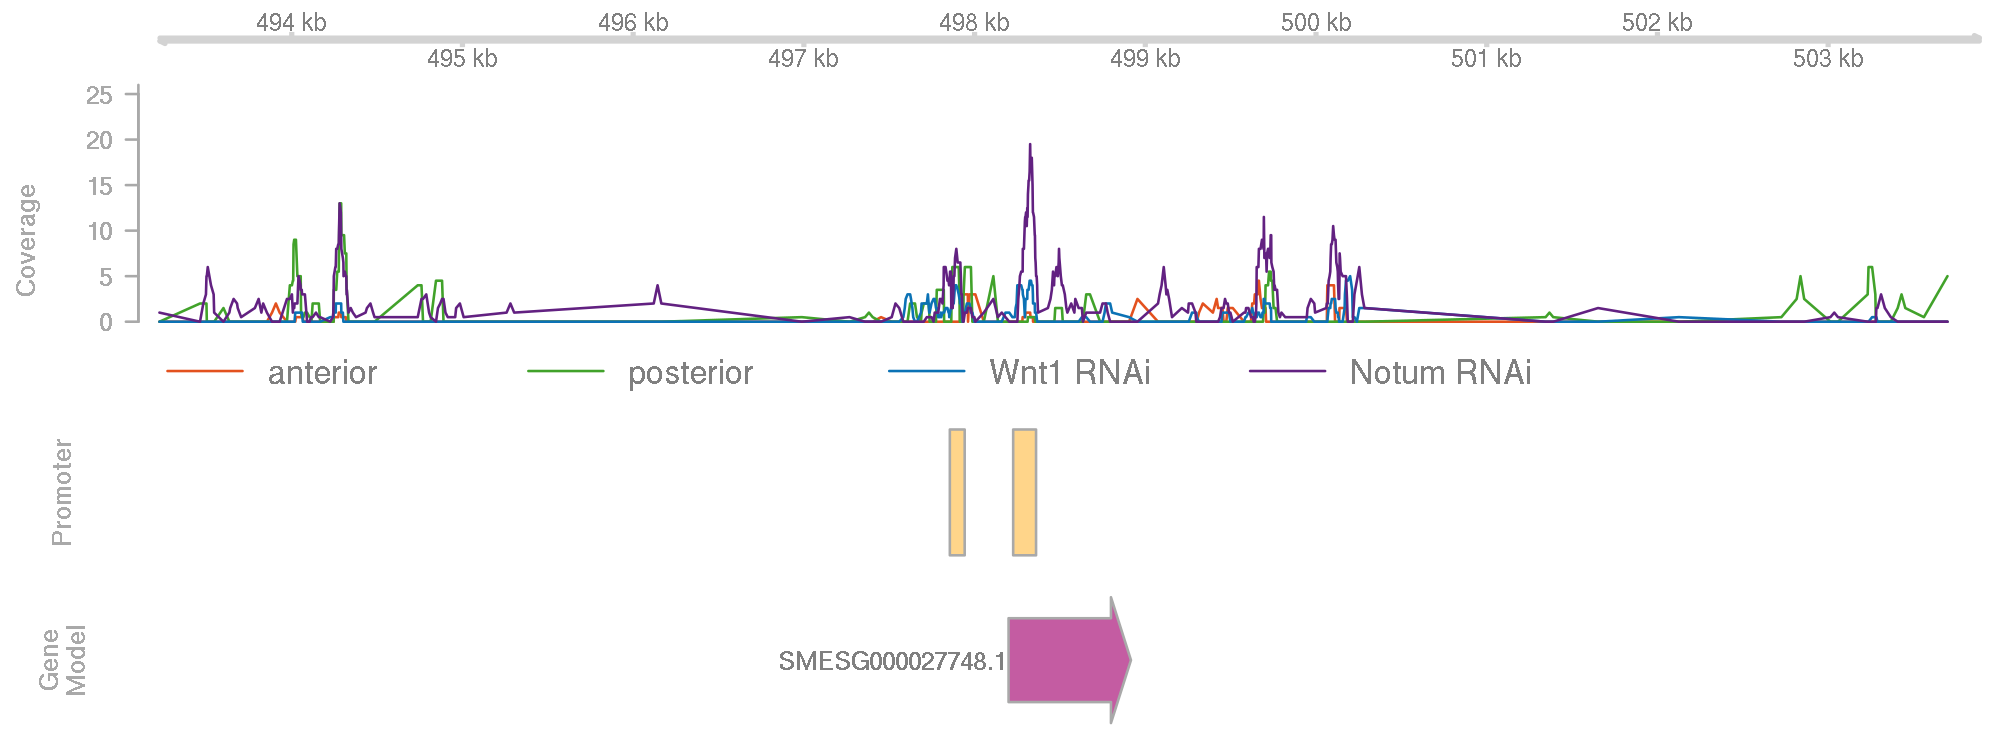 494 kb 496 kb 498 kb 500 kb 502 kb
495 kb 497 kb 499 kb 501 kb 503 kb
25
20
15
10
5
0
Coverage
anterior posterior Wnt1 RNAi Notum RNAi
Promoter
Gene
Model
SMESG000027748.1